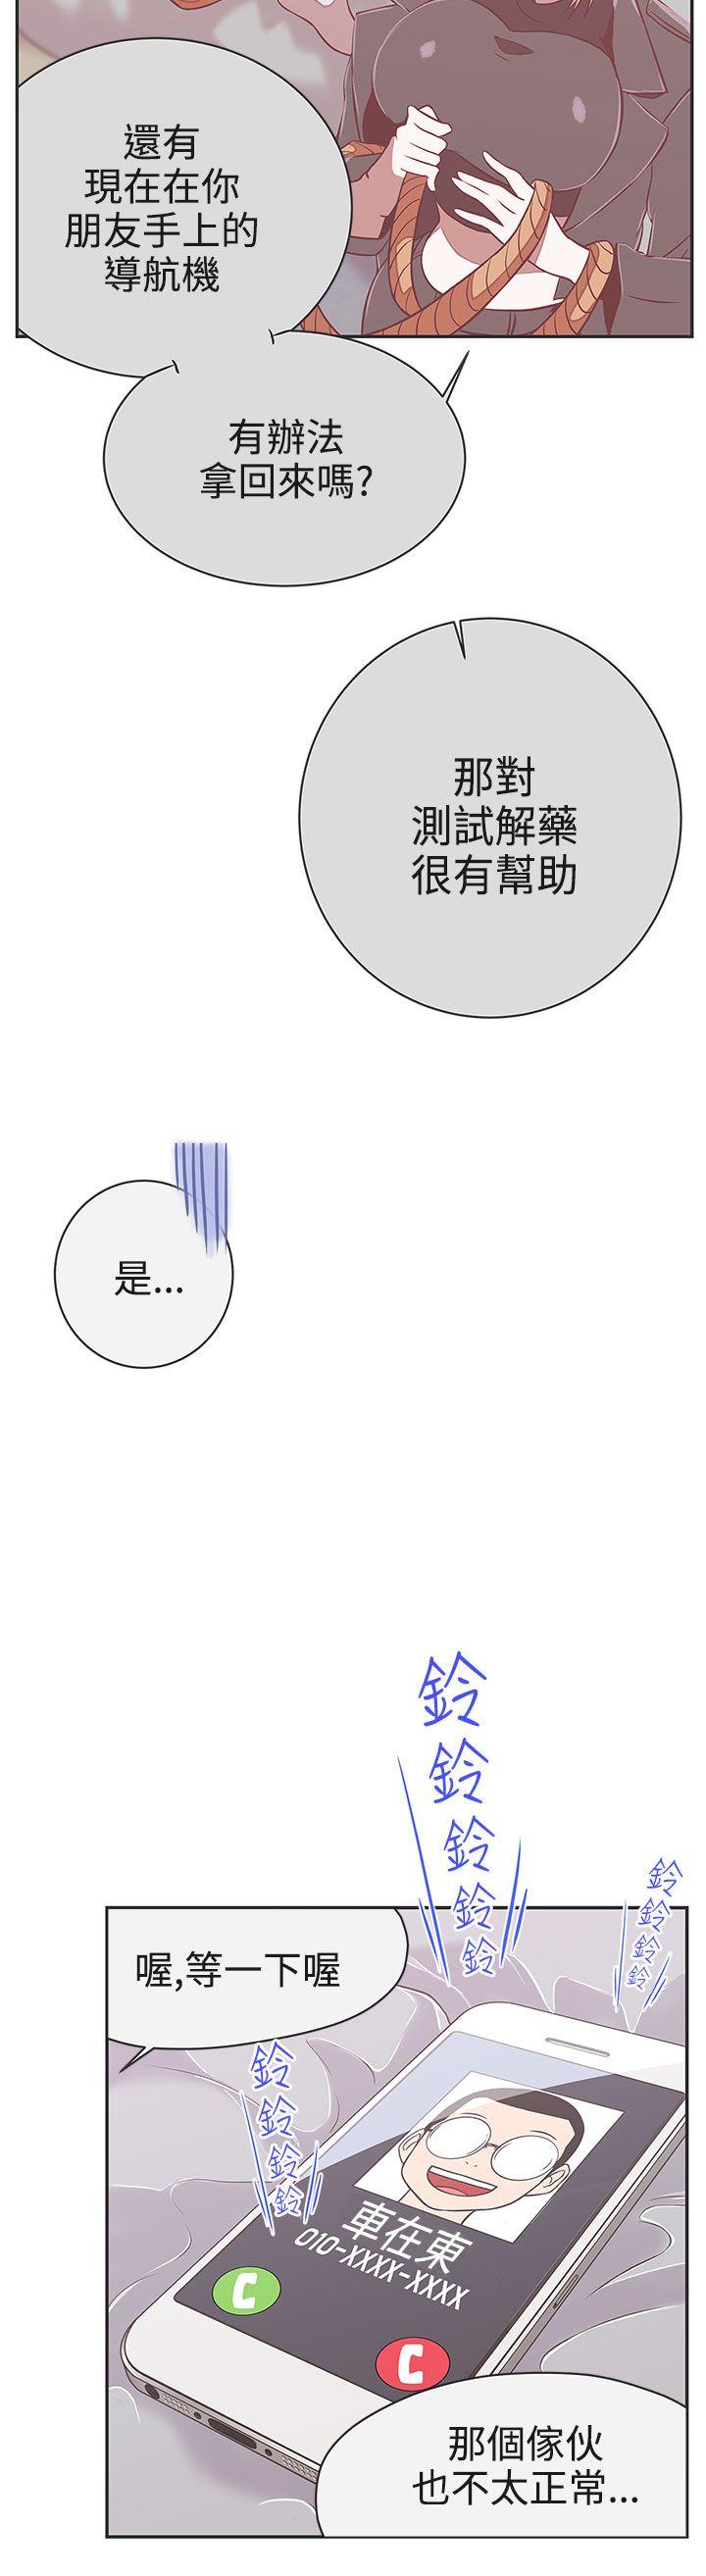 還有
現在在你
朋友手上的
導航機
有辦法
拿回來嗎?
那對
測試解藥
很有幫助
是...
鈴
鈴
鈴
鈴
鈴
鈴
鈴
鈴
鈴
喔,等一下喔
鈴
鈴
鈴
鈴
車在東
010-XXXX-XXXX
那個傢伙
也不太正常...